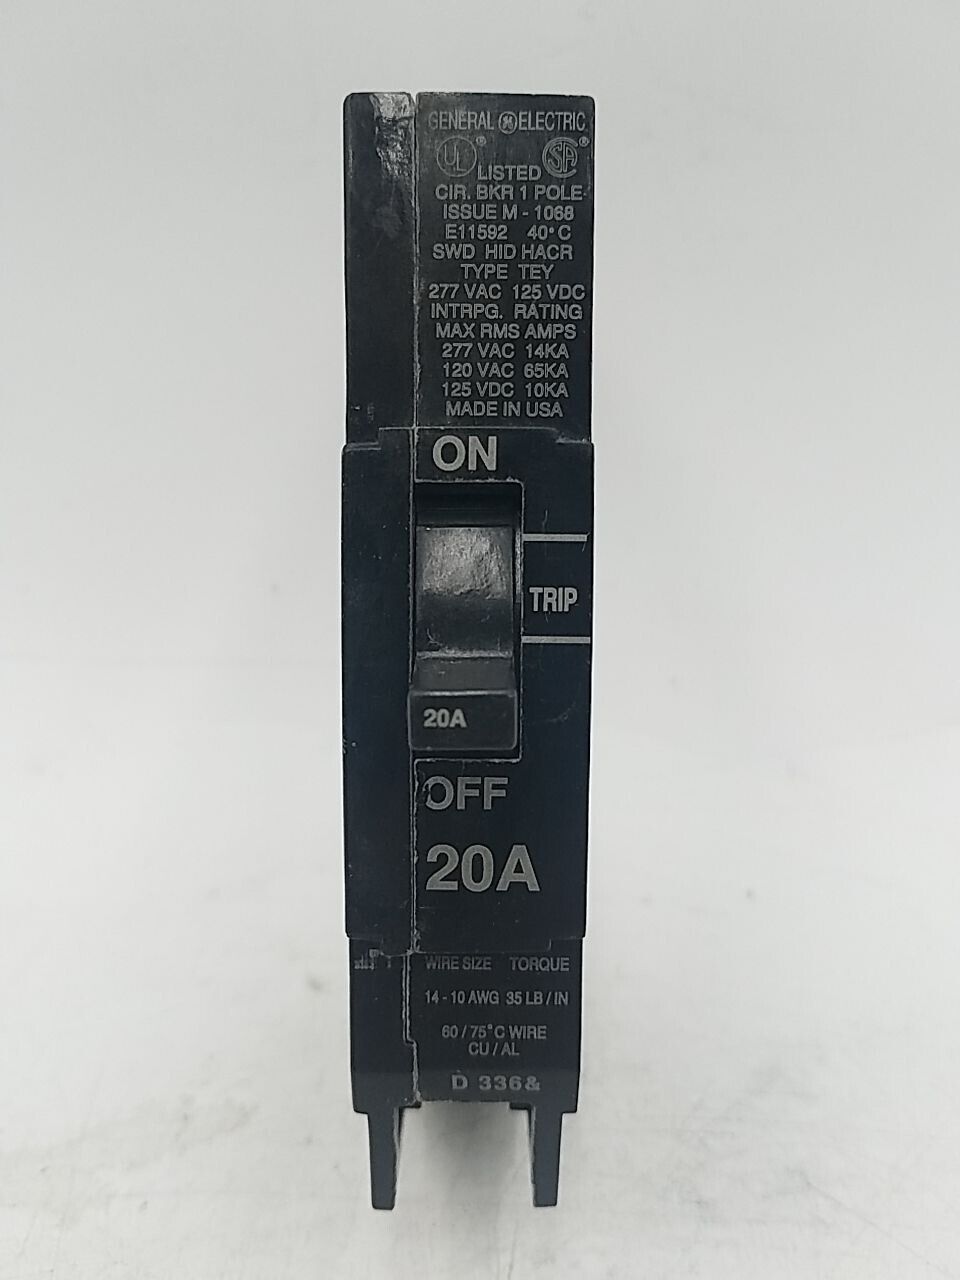 GENERAL GE ELECTRIC
UL® SA®
LISTED
CIR. BKR 1 POLE
ISSUE M - 1068
E11592 40°C
SWD HID HACR
TYPE TEY
277 VAC 125 VDC
INTRPG. RATING
MAX RMS AMPS
277 VAC 14KA
120 VAC 65KA
125 VDC 10KA
MADE IN USA
ON
TRIP
20A
OFF
20A
WIRE SIZE TORQUE
14 - 10 AWG 35 LB / IN
60 / 75°C WIRE
CU / AL
D 336&